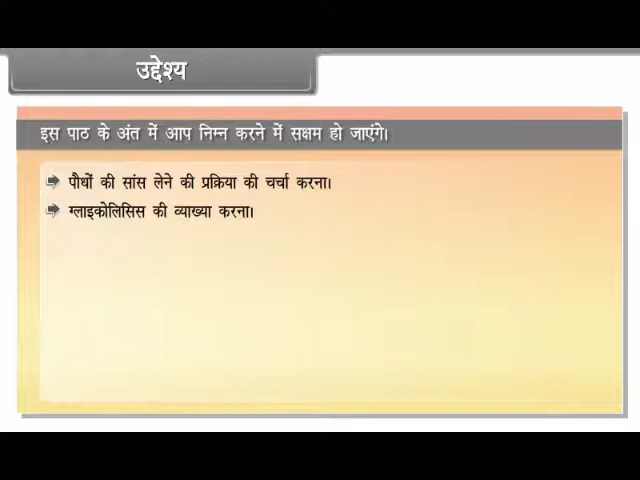 उद्देश्य
इस पाठ के अंत में आप निम्न करने में सक्षम हो जाएंगे।
पौधों की सांस लेने की प्रक्रिया की चर्चा करना।
ग्लाइकोलिसिस की व्याख्या करना।